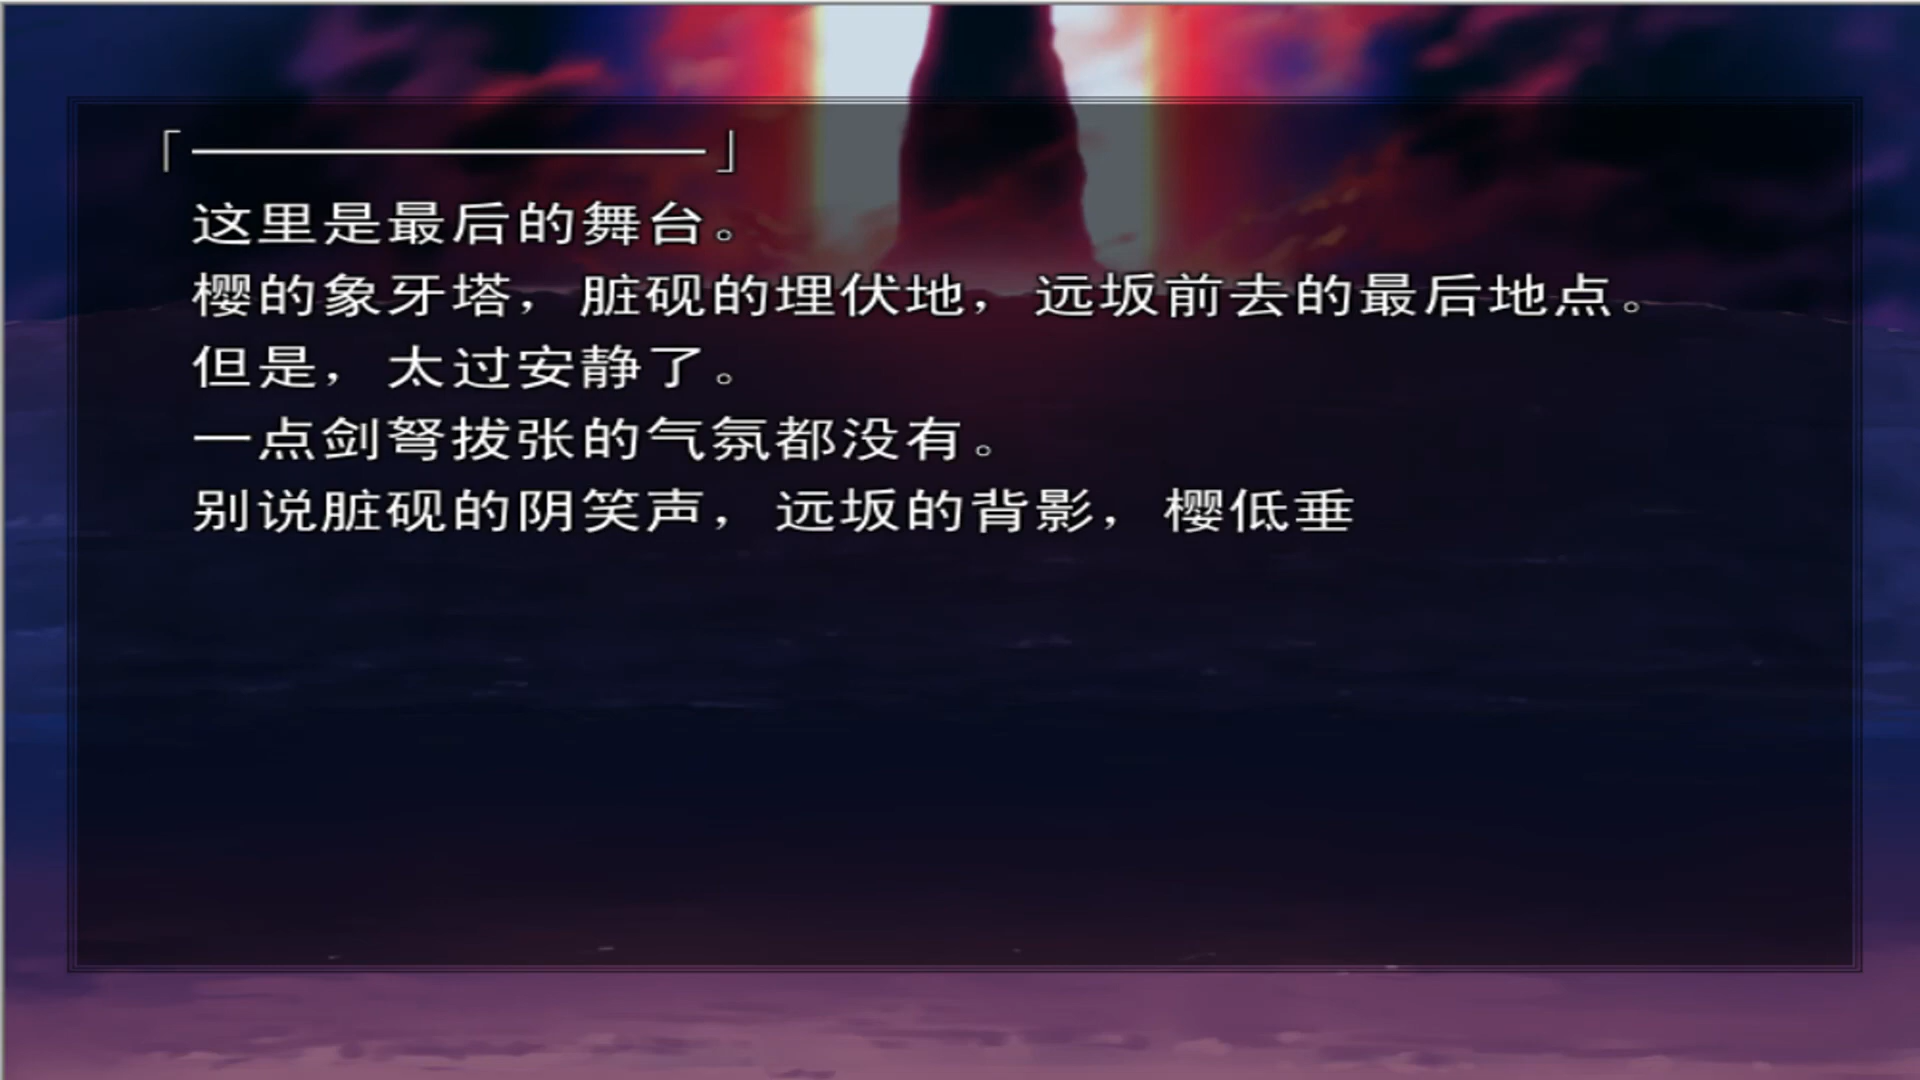 「————————」
这里是最后的舞台。
樱的象牙塔，脏砚的埋伏地，远坂前去的最后地点。
但是，太过安静了。
一点剑弩拔张的气氛都没有。
别说脏砚的阴笑声，远坂的背影，樱低垂